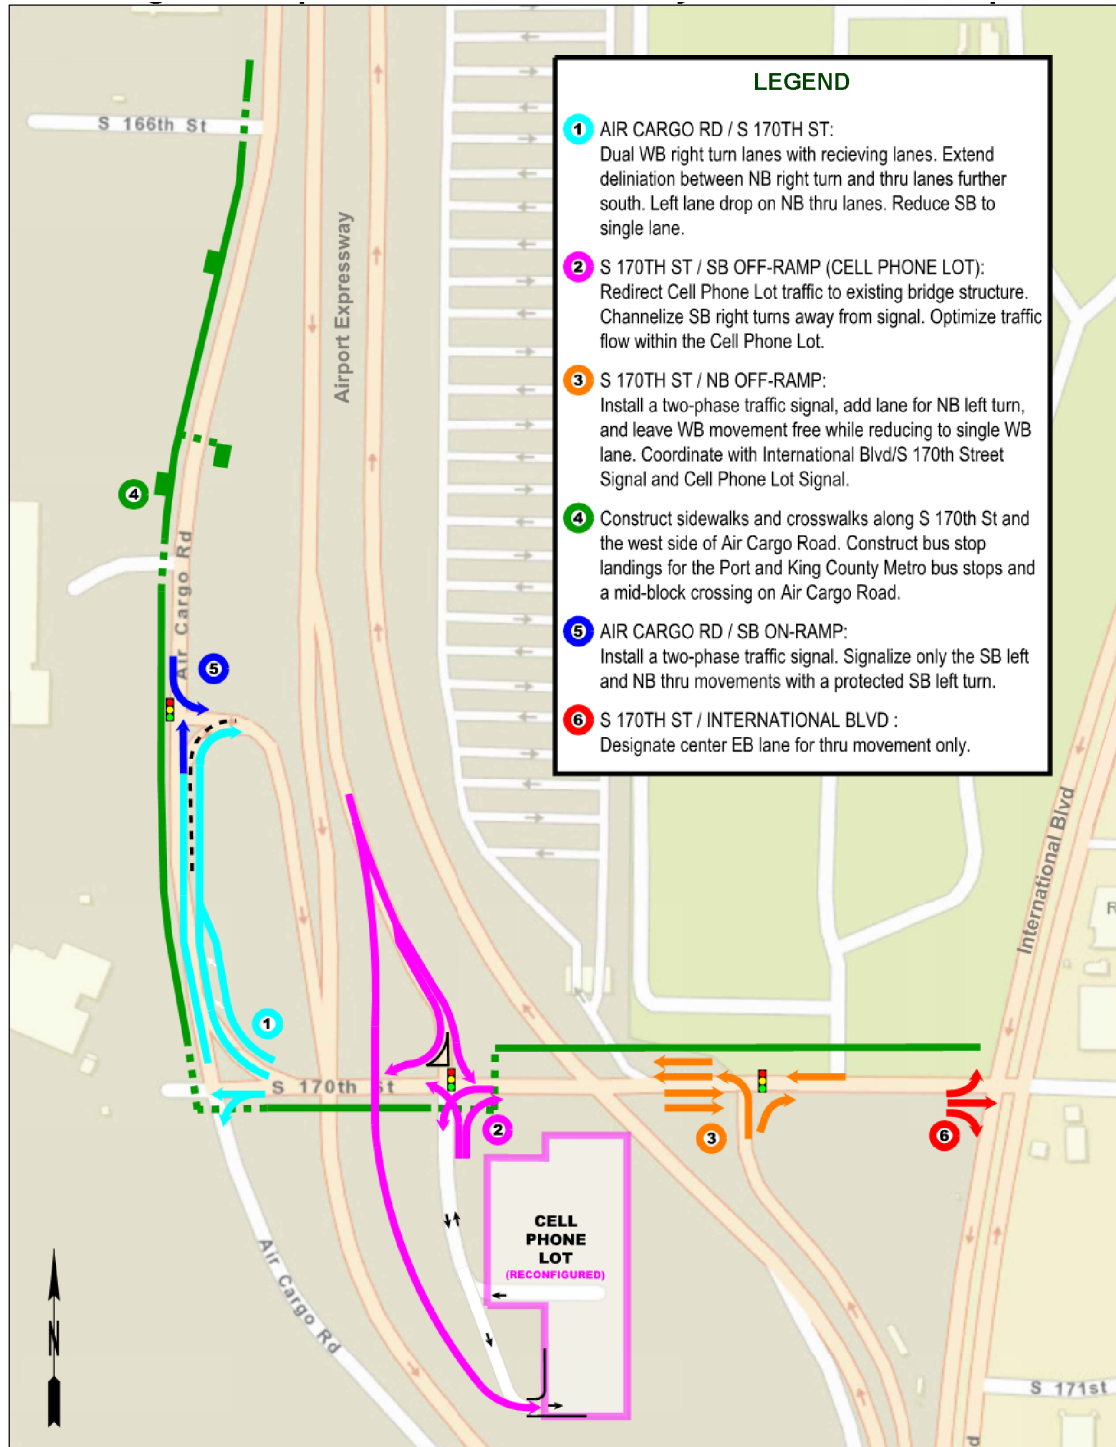 LEGEND
1 AIR CARGO RD / S 170TH ST:
Dual WB right turn lanes with recieving lanes. Extend
deliniation between NB right turn and thru lanes further
south. Left lane drop on NB thru lanes. Reduce SB to
single lane.
2 S 170TH ST / SB OFF-RAMP (CELL PHONE LOT):
Redirect Cell Phone Lot traffic to existing bridge structure.
Channelize SB right turns away from signal. Optimize traffic
flow within the Cell Phone Lot.
3 S 170TH ST / NB OFF-RAMP:
Install a two-phase traffic signal, add lane for NB left turn,
and leave WB movement free while reducing to single WB
lane. Coordinate with International Blvd/S 170th Street
Signal and Cell Phone Lot Signal.
4 Construct sidewalks and crosswalks along S 170th St and
the west side of Air Cargo Road. Construct bus stop
landings for the Port and King County Metro bus stops and
a mid-block crossing on Air Cargo Road.
5 AIR CARGO RD / SB ON-RAMP:
Install a two-phase traffic signal. Signalize only the SB left
and NB thru movements with a protected SB left turn.
6 S 170TH ST / INTERNATIONAL BLVD :
Designate center EB lane for thru movement only.
S 166th St
Airport Expressway
4
Air Cargo Rd
5
International Blvd
R
1
S 170th St
2
3
6
CELL
PHONE
LOT
(RECONFIGURED)
Air Cargo Rd
N
S 171st
d